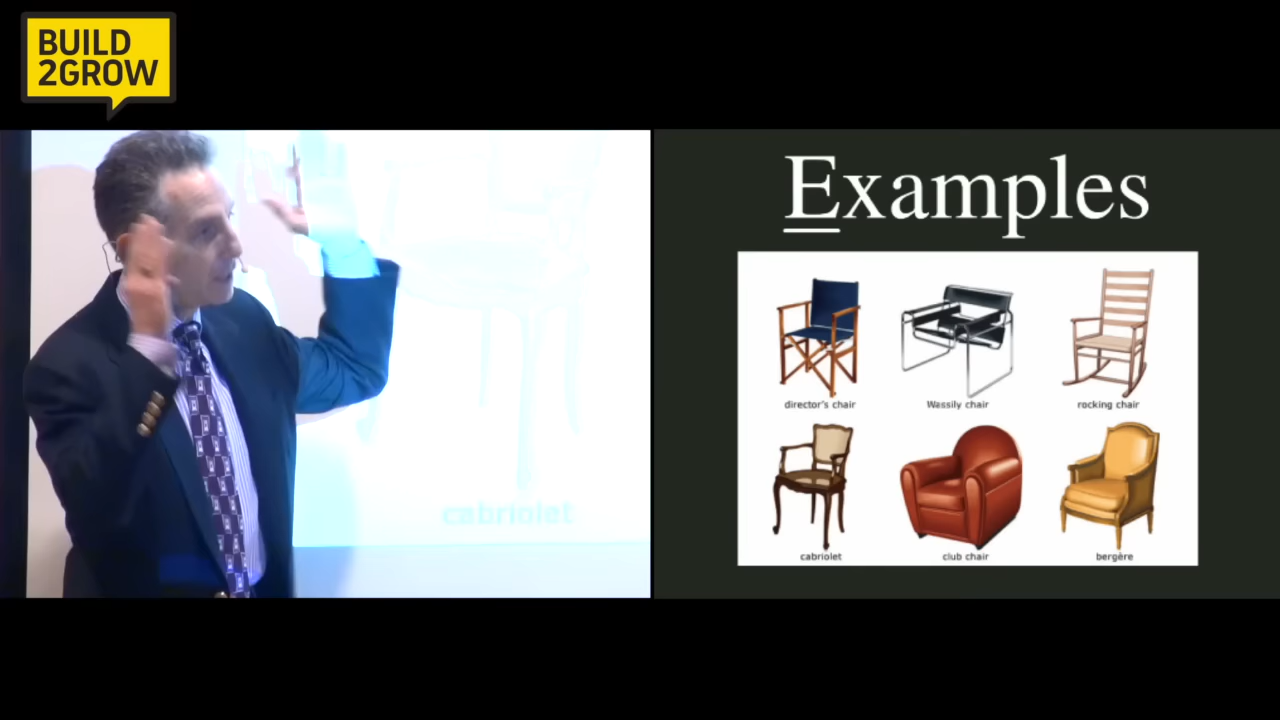 BUILD
2GROW
Examples
director's chair
Wassily chair
rocking chair
cabriolet
club chair
bergère
cabriolet